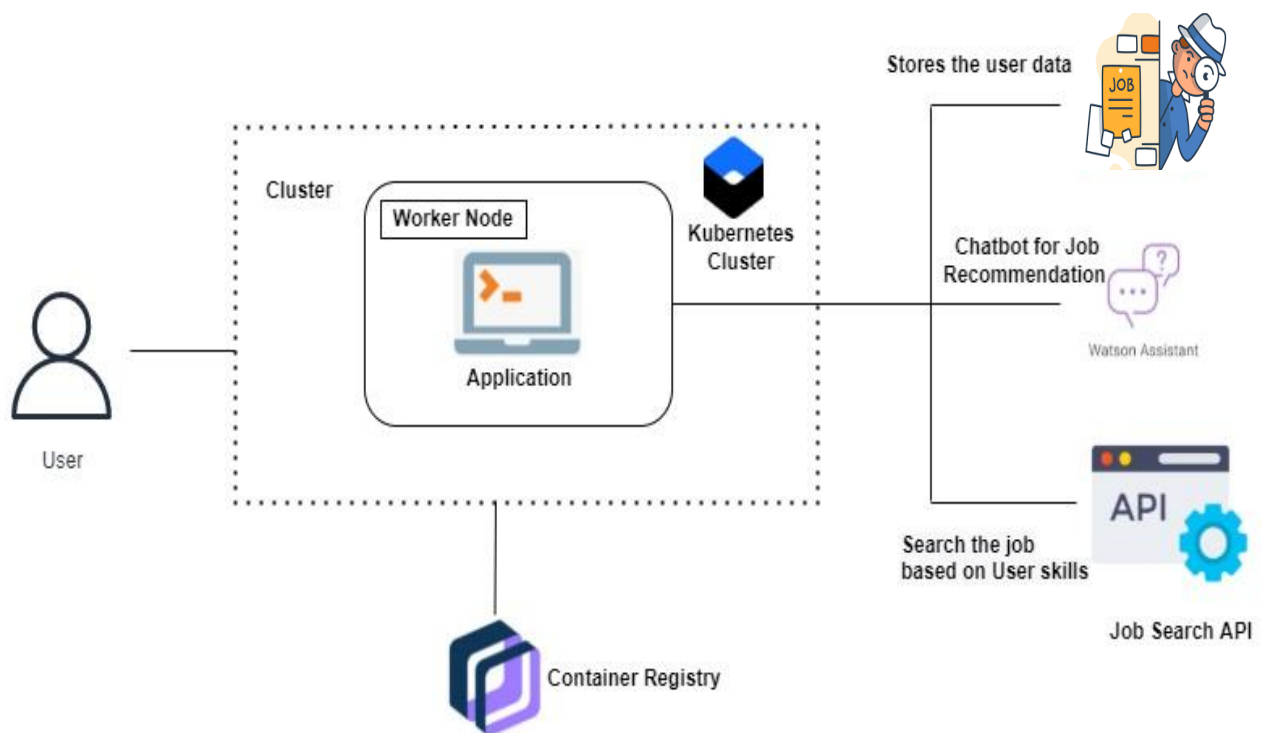 Stores the user data
JOB
Cluster
Worker Node
Kubernetes
Cluster
Application
Chatbot for Job
Recommendation
?
Watson Assistant
User
API
Search the job
based on User skills
Job Search API
Container Registry